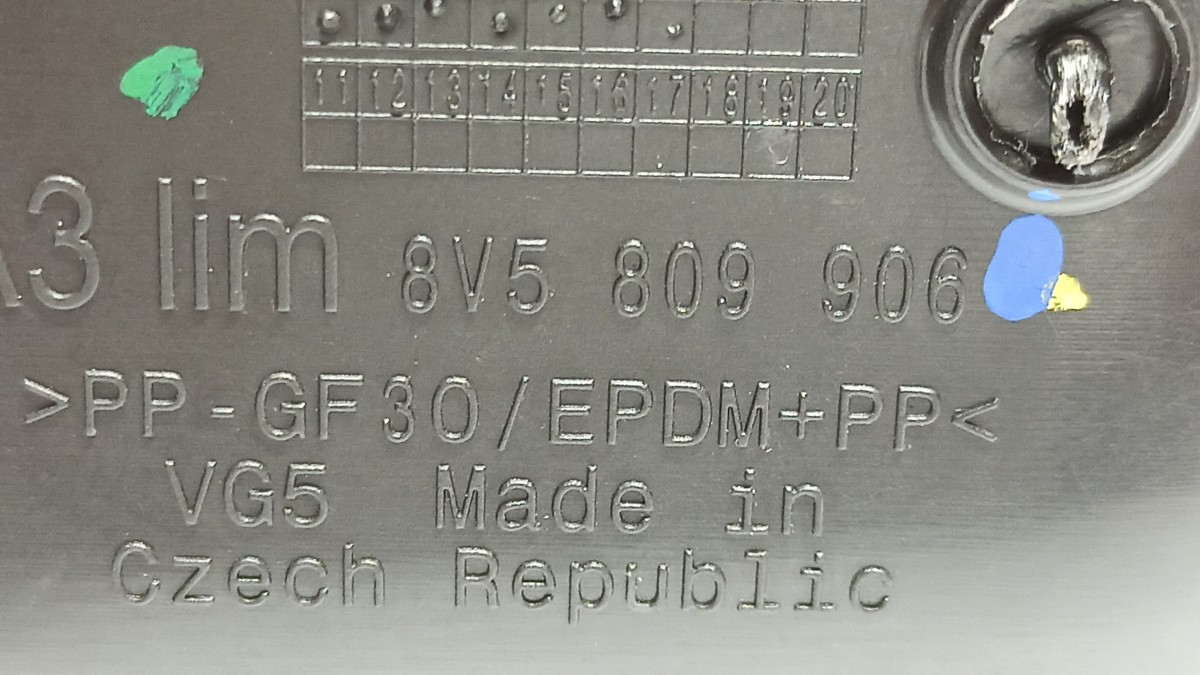 11 12 13 14 15 16 17 18 19 20
A3 lim 8V5 809 906
>PP-GF30/EPDM+PP<
VG5 Made in
Czech Republic